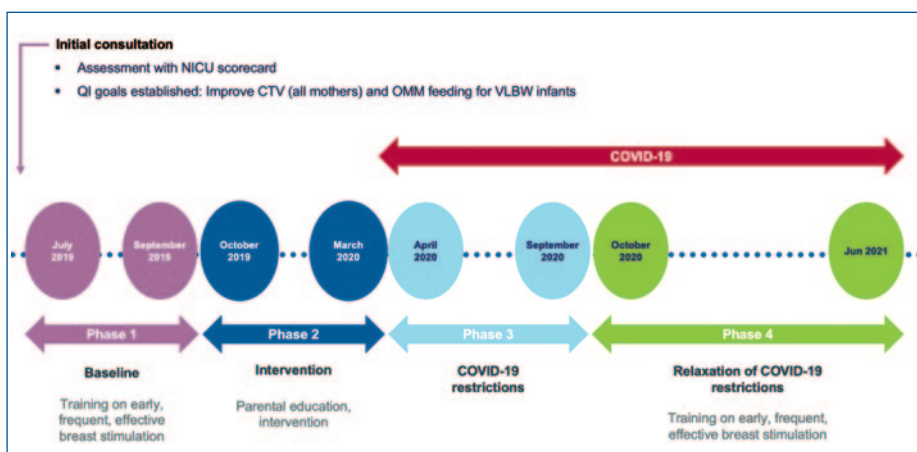 Initial consultation
Assessment with NICU scorecard
QI goals established: Improve CTV (all mothers) and OMM feeding for VLBW infants
COVID-19
July
2019
September
2019
October
2019
March
2020
April
2020
September
2020
October
2020
Jun 2021
Phase 1
Phase 2
Phase 3
Phase 4
Baseline
Training on early,
frequent, effective
breast stimulation
Intervention
Parental education,
intervention
COVID-19
restrictions
Relaxation of COVID-19
restrictions
Training on early, frequent,
effective breast stimulation